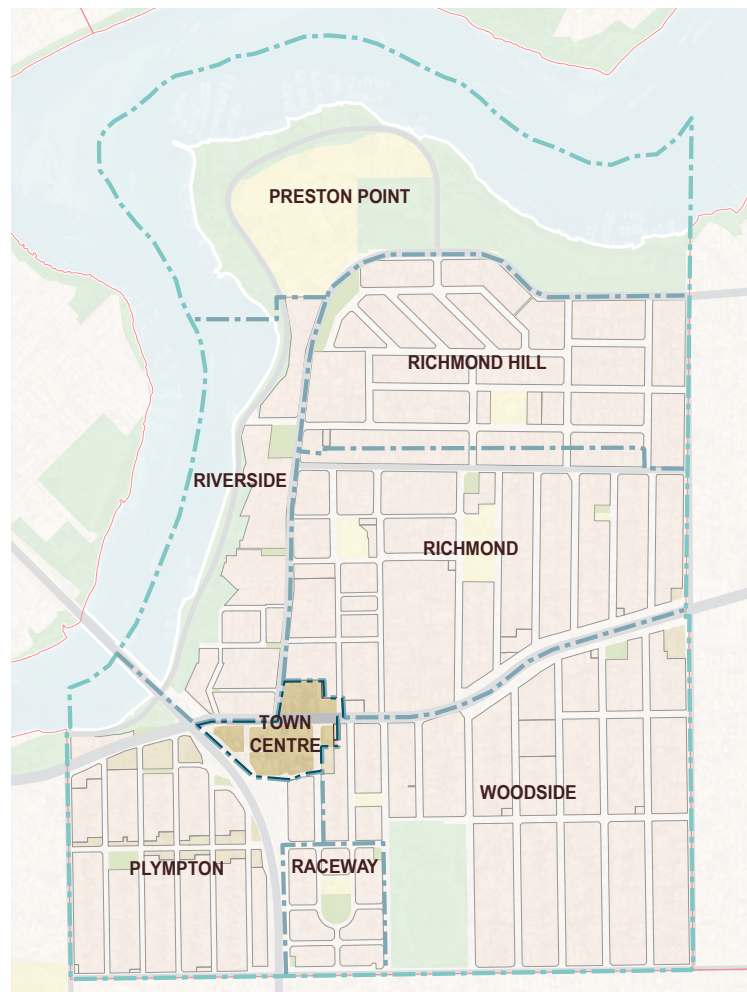 PRESTON POINT
RICHMOND HILL
RIVERSIDE
RICHMOND
TOWN
CENTRE
WOODSIDE
PLYMPTON
RACEWAY